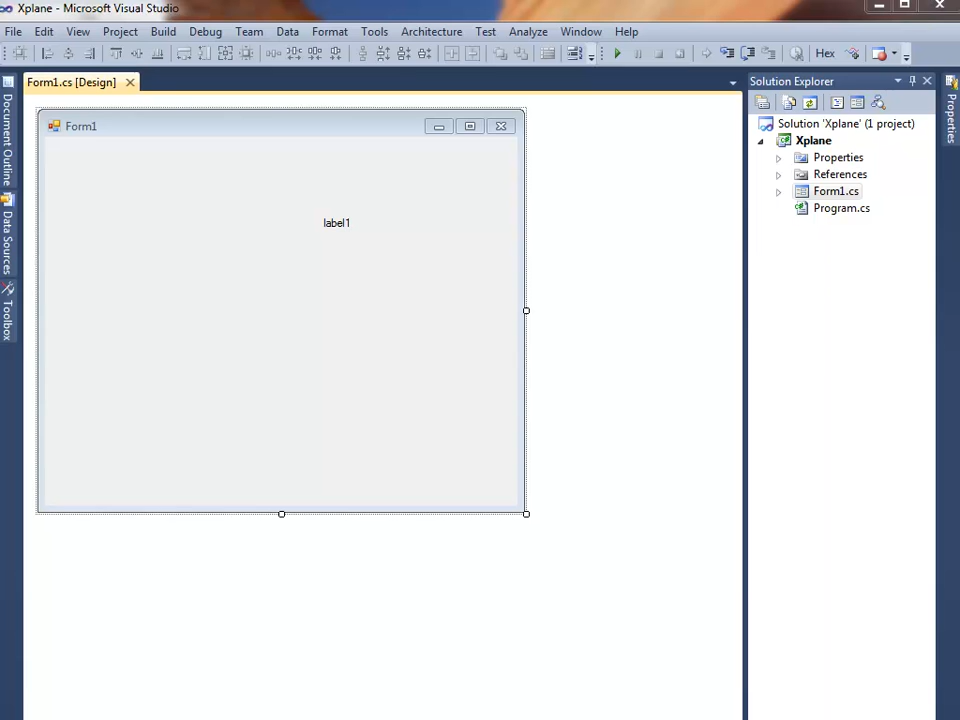 Xplane - Microsoft Visual Studio
File Edit View Project Build Debug Team Data Format Tools Architecture Test Analyze Window Help
Hex
Form1.cs [Design]
Solution Explorer
Document Outline
Data Sources
Toolbox
Form1
label1
Solution 'Xplane' (1 project)
Xplane
Properties
References
Form1.cs
Program.cs
Properties